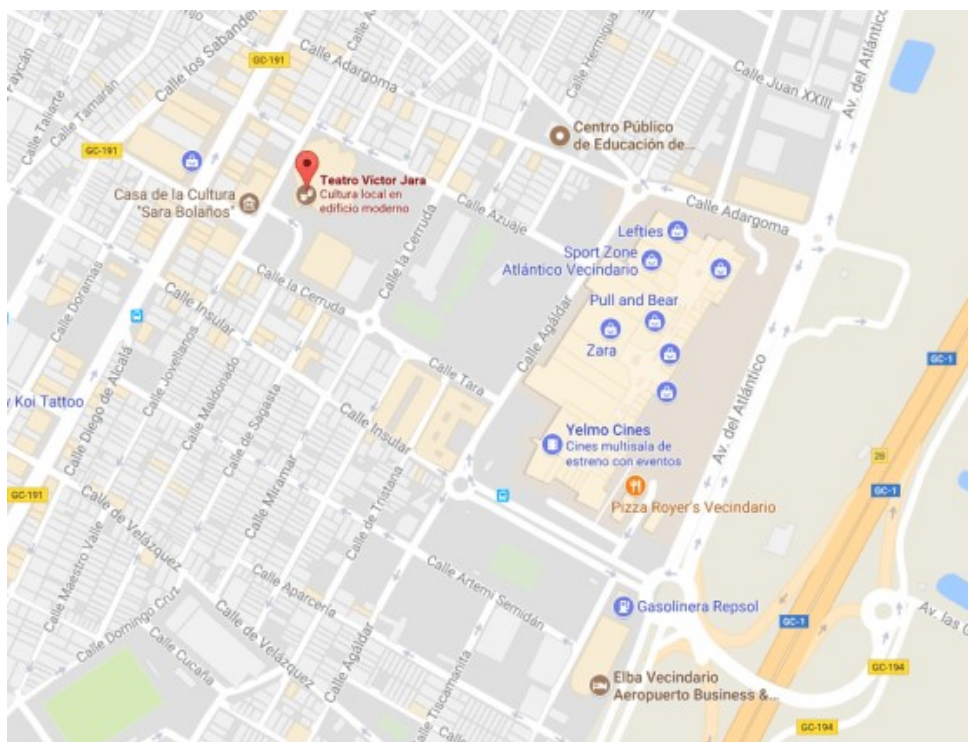 GC-191
Calle los Sabander
Calle Adargoma
Calle Hermigua
Calle Juan XXIII
Av. del Atlántico
Calle Taliarte
Calle Tamarán
GC-191
Centro Público
de Educación de...
Teatro Víctor Jara
Cultura local en
edificio moderno
Casa de la Cultura
"Sara Bolaños"
Calle Azuaje
Calle Adargoma
Lefties
Sport Zone
Atlántico Vecindario
Calle la Cerruda
Calle Doramas
Calle la Cerruda
Calle Insular
Pull and Bear
Zara
Calle Agáldar
Calle Jovellanos
Calle Maldonado
Calle Tara
GC-1
Koi Tattoo
Calle Diego de Alcalá
Calle de Sagasta
Calle Insular
Av. del Atlántico
Yelmo Cines
Cines multisala de
estreno con eventos
28
GC-191
Calle Miramar
Calle de Tristana
GC-1
Pizza Royer's Vecindario
Calle de Velázquez
Calle Maestro Valle
Calle Aparcería
Calle Artemi Semidán
Gasolinera Repsol
GC-1
Av. las
Calle Domingo Cruz
Calle Cucaña
Calle de Velázquez
Calle Agáldar
Calle Tiscamanita
GC-194
Elba Vecindario
Aeropuerto Business &...
GC-194